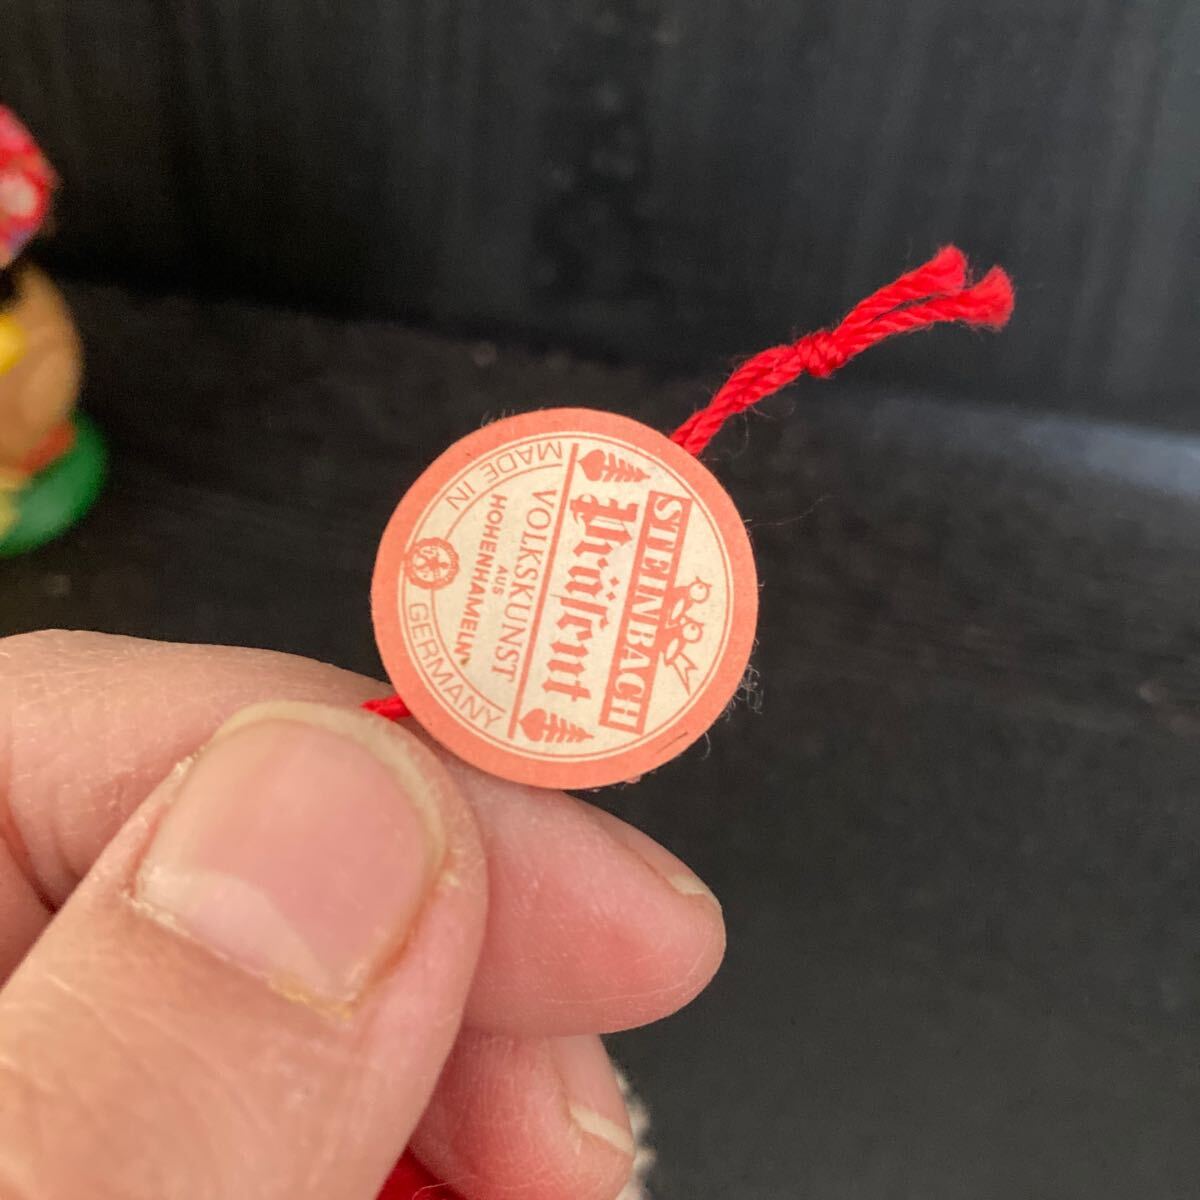 STEINBACH
Präsent
VOLKSKUNST
AUS
HOHENHAMELN
MADE IN GERMANY